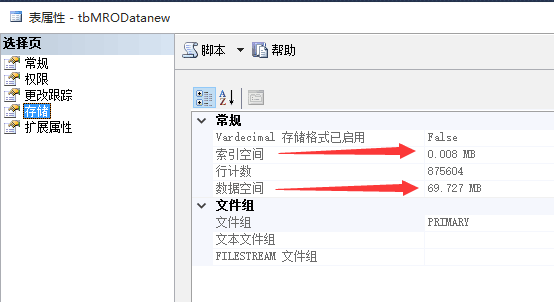 表属性 - tbMRODatanew
选择页
常规
权限
更改跟踪
存储
扩展属性
脚本
帮助
常规
Vardecimal 存储格式已启用 False
索引空间 0.008 MB
行计数 875604
数据空间 69.727 MB
文件组
文件组 PRIMARY
文本文件组
FILESTREAM 文件组